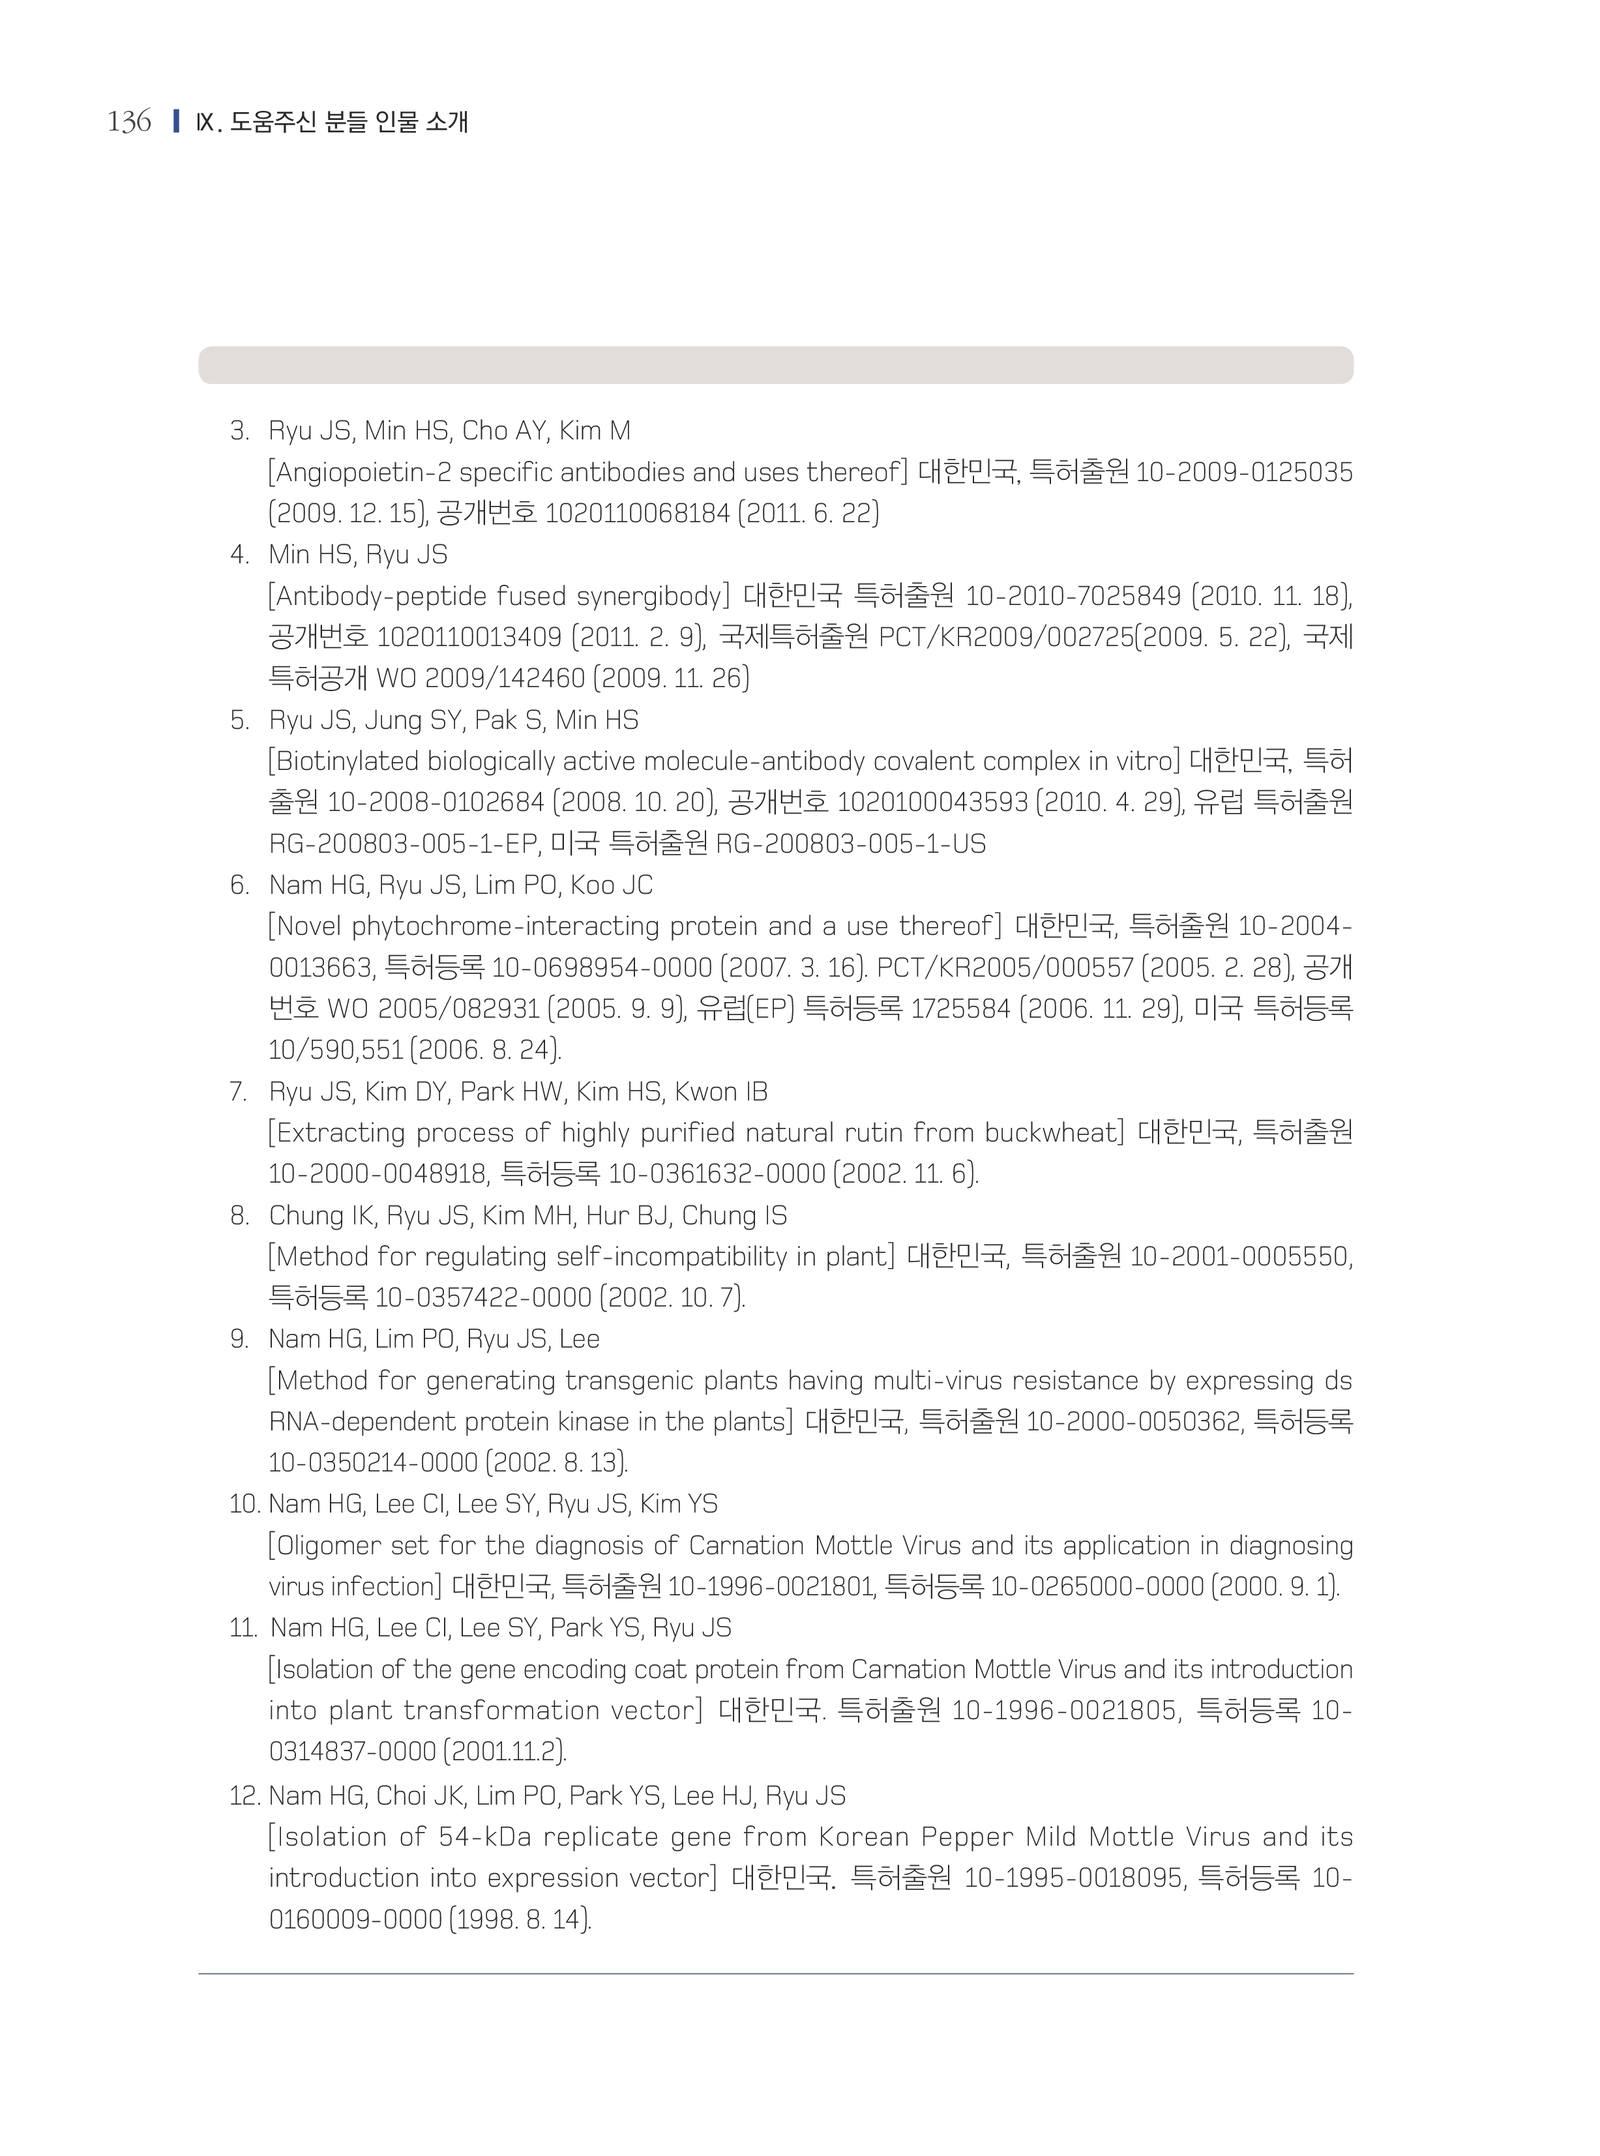 136 Ⅸ. 도움주신 분들 인물 소개
3. Ryu JS, Min HS, Cho AY, Kim M
[Angiopoietin-2 specific antibodies and uses thereof] 대한민국, 특허출원 10-2009-0125035
(2009. 12. 15), 공개번호 1020110068184 (2011. 6. 22)
4. Min HS, Ryu JS
[Antibody-peptide fused synergibody] 대한민국 특허출원 10-2010-7025849 (2010. 11. 18),
공개번호 1020110013409 (2011. 2. 9), 국제특허출원 PCT/KR2009/002725(2009. 5. 22), 국제
특허공개 WO 2009/142460 (2009. 11. 26)
5. Ryu JS, Jung SY, Pak S, Min HS
[Biotinylated biologically active molecule-antibody covalent complex in vitro] 대한민국, 특허
출원 10-2008-0102684 (2008. 10. 20), 공개번호 1020100043593 (2010. 4. 29), 유럽 특허출원
RG-200803-005-1-EP, 미국 특허출원 RG-200803-005-1-US
6. Nam HG, Ryu JS, Lim PO, Koo JC
[Novel phytochrome-interacting protein and a use thereof] 대한민국, 특허출원 10-2004-
0013663, 특허등록 10-0698954-0000 (2007. 3. 16). PCT/KR2005/000557 (2005. 2. 28), 공개
번호 WO 2005/082931 (2005. 9. 9), 유럽(EP) 특허등록 1725584 (2006. 11. 29), 미국 특허등록
10/590,551 (2006. 8. 24).
7. Ryu JS, Kim DY, Park HW, Kim HS, Kwon IB
[Extracting process of highly purified natural rutin from buckwheat] 대한민국, 특허출원
10-2000-0048918, 특허등록 10-0361632-0000 (2002. 11. 6).
8. Chung IK, Ryu JS, Kim MH, Hur BJ, Chung IS
[Method for regulating self-incompatibility in plant] 대한민국, 특허출원 10-2001-0005550,
특허등록 10-0357422-0000 (2002. 10. 7).
9. Nam HG, Lim PO, Ryu JS, Lee
[Method for generating transgenic plants having multi-virus resistance by expressing ds
RNA-dependent protein kinase in the plants] 대한민국, 특허출원 10-2000-0050362, 특허등록
10-0350214-0000 (2002. 8. 13).
10. Nam HG, Lee CI, Lee SY, Ryu JS, Kim YS
[Oligomer set for the diagnosis of Carnation Mottle Virus and its application in diagnosing
virus infection] 대한민국, 특허출원 10-1996-0021801, 특허등록 10-0265000-0000 (2000. 9. 1).
11. Nam HG, Lee CI, Lee SY, Park YS, Ryu JS
[Isolation of the gene encoding coat protein from Carnation Mottle Virus and its introduction
into plant transformation vector] 대한민국. 특허출원 10-1996-0021805, 특허등록 10-
0314837-0000 (2001.11.2).
12. Nam HG, Choi JK, Lim PO, Park YS, Lee HJ, Ryu JS
[Isolation of 54-kDa replicate gene from Korean Pepper Mild Mottle Virus and its
introduction into expression vector] 대한민국. 특허출원 10-1995-0018095, 특허등록 10-
0160009-0000 (1998. 8. 14).